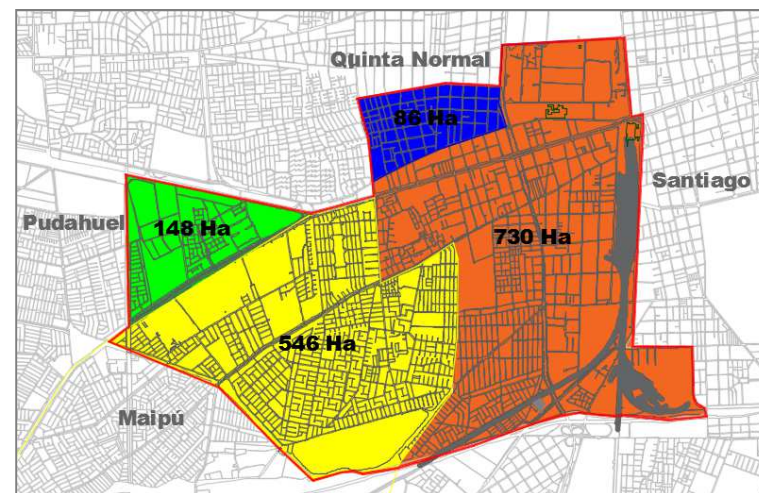 Quinta Normal
86 Ha
Santiago
Pudahuel
148 Ha
730 Ha
546 Ha
Maipú